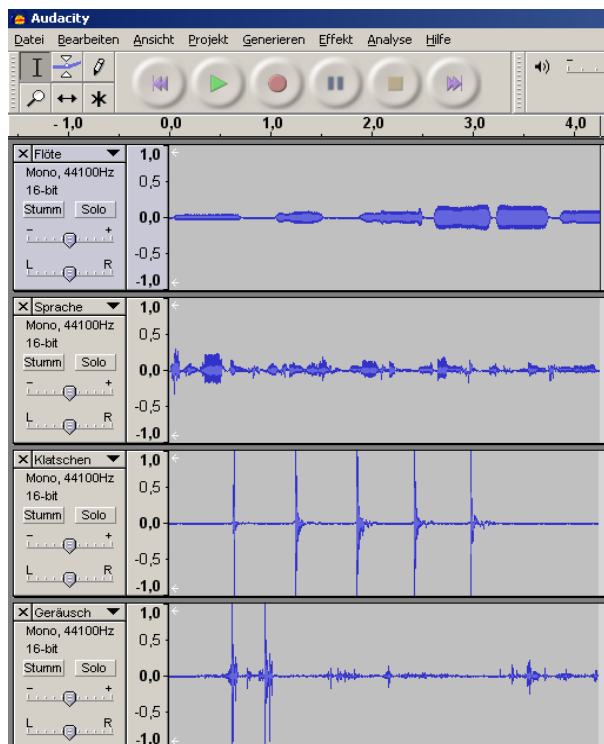 Audacity
Datei Bearbeiten Ansicht Projekt Generieren Effekt Analyse Hilfe
- 1,0 0,0 1,0 2,0 3,0 4,0
Flöte
Mono, 44100Hz
16-bit
Stumm Solo
- +
L R
1,0
0,5
0,0
-0,5
-1,0
Sprache
Mono, 44100Hz
16-bit
Stumm Solo
- +
L R
1,0
0,5
0,0
-0,5
-1,0
Klatschen
Mono, 44100Hz
16-bit
Stumm Solo
- +
L R
1,0
0,5
0,0
-0,5
-1,0
Geräusch
Mono, 44100Hz
16-bit
Stumm Solo
- +
L R
1,0
0,5
0,0
-0,5
-1,0